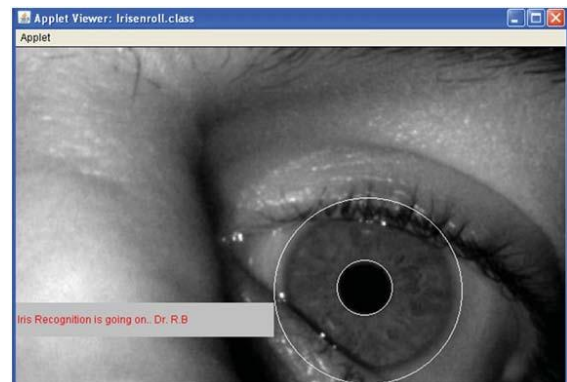 Applet Viewer: Irisenroll.class
Applet
Iris Recognition is going on.. Dr. R.B